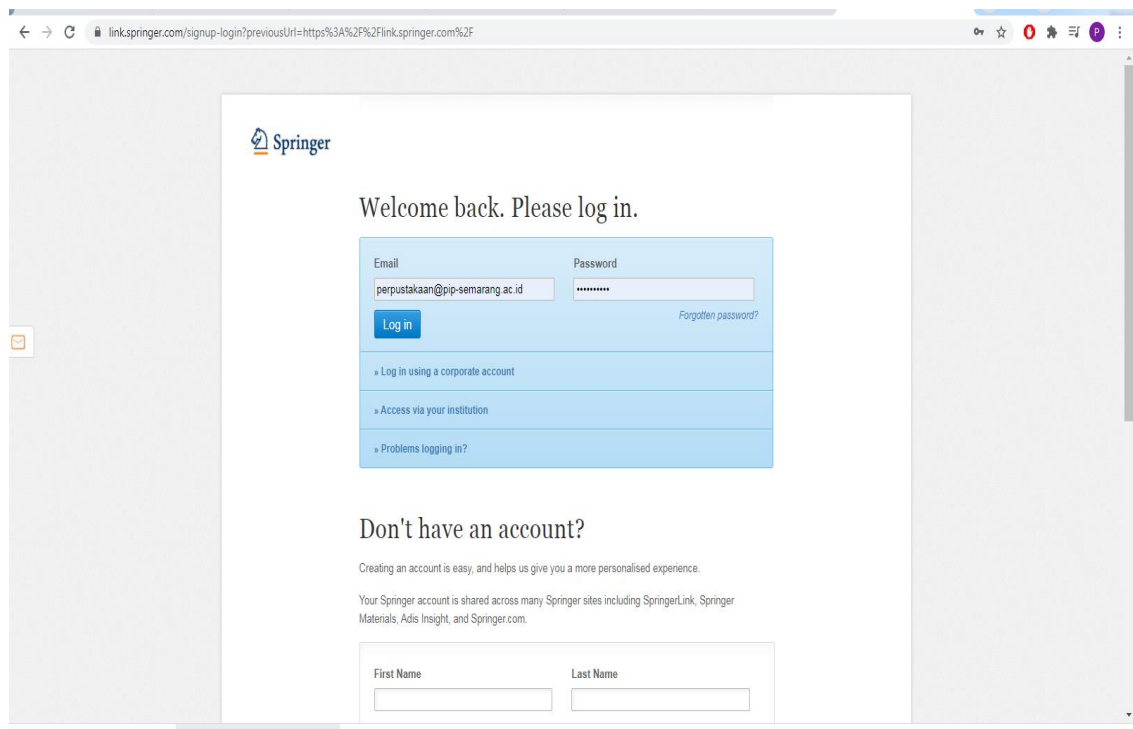 link.springer.com/signup-login?previousUrl=https%3A%2F%2Flink.springer.com%2F
P
Springer
Welcome back. Please log in.
Email Password
perpustakaan@pip-semarang.ac.id ••••••••••
Log in Forgotten password?
» Log in using a corporate account
» Access via your institution
» Problems logging in?
Don't have an account?
Creating an account is easy, and helps us give you a more personalised experience.
Your Springer account is shared across many Springer sites including SpringerLink, Springer
Materials, Adis Insight, and Springer.com.
First Name Last Name